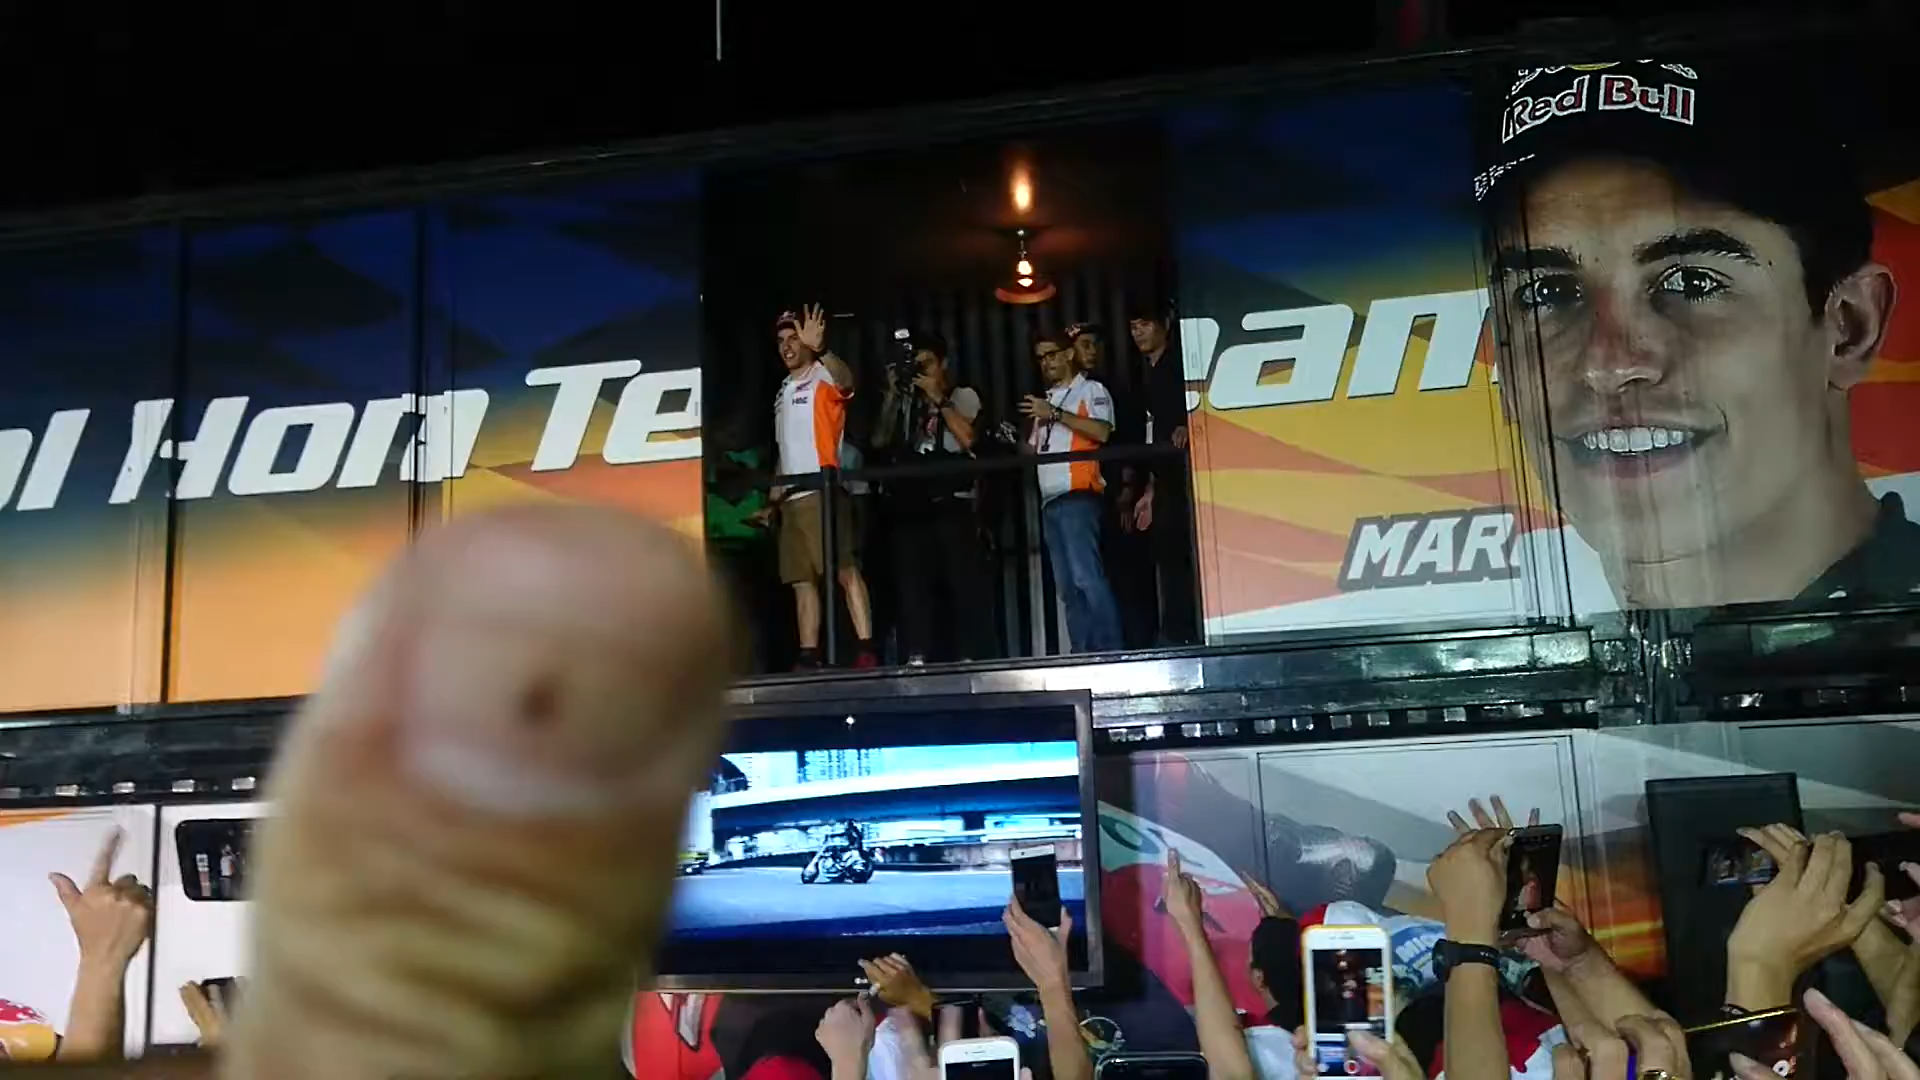 Red Bull
ol Hon
Te
eam
MAR
HRC